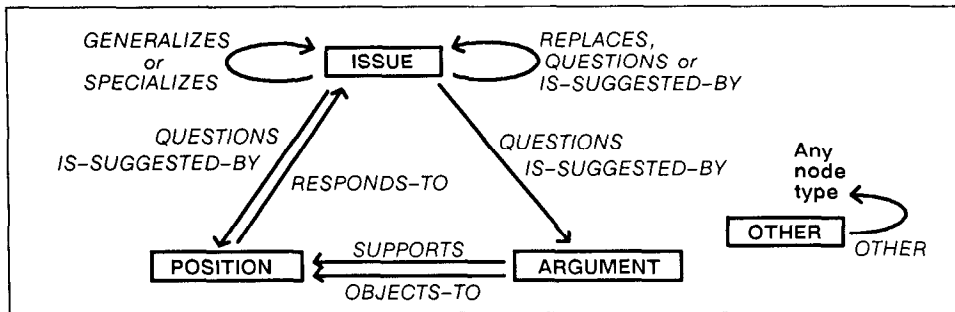 GENERALIZES
or
SPECIALIZES
ISSUE
REPLACES,
QUESTIONS or
IS-SUGGESTED-BY
QUESTIONS
IS-SUGGESTED-BY
RESPONDS-TO
QUESTIONS
IS-SUGGESTED-BY
Any
node
type
OTHER
OTHER
POSITION
SUPPORTS
OBJECTS-TO
ARGUMENT